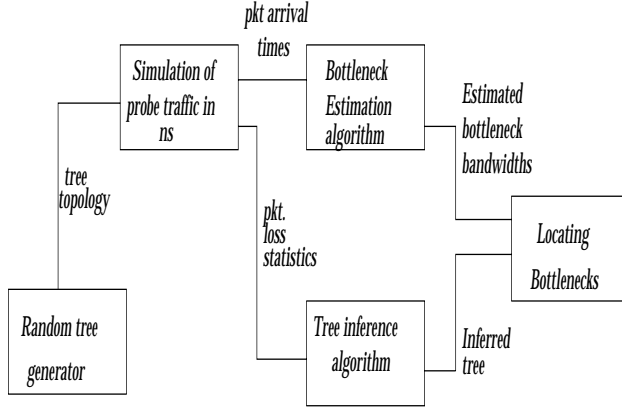 pkt arrival
times
Simulation of
probe traffic in
ns
Bottleneck
Estimation
algorithm
Estimated
bottleneck
bandwidths
tree
topology
pkt.
loss
statistics
Locating
Bottlenecks
Random tree
generator
Tree inference
algorithm
Inferred
tree